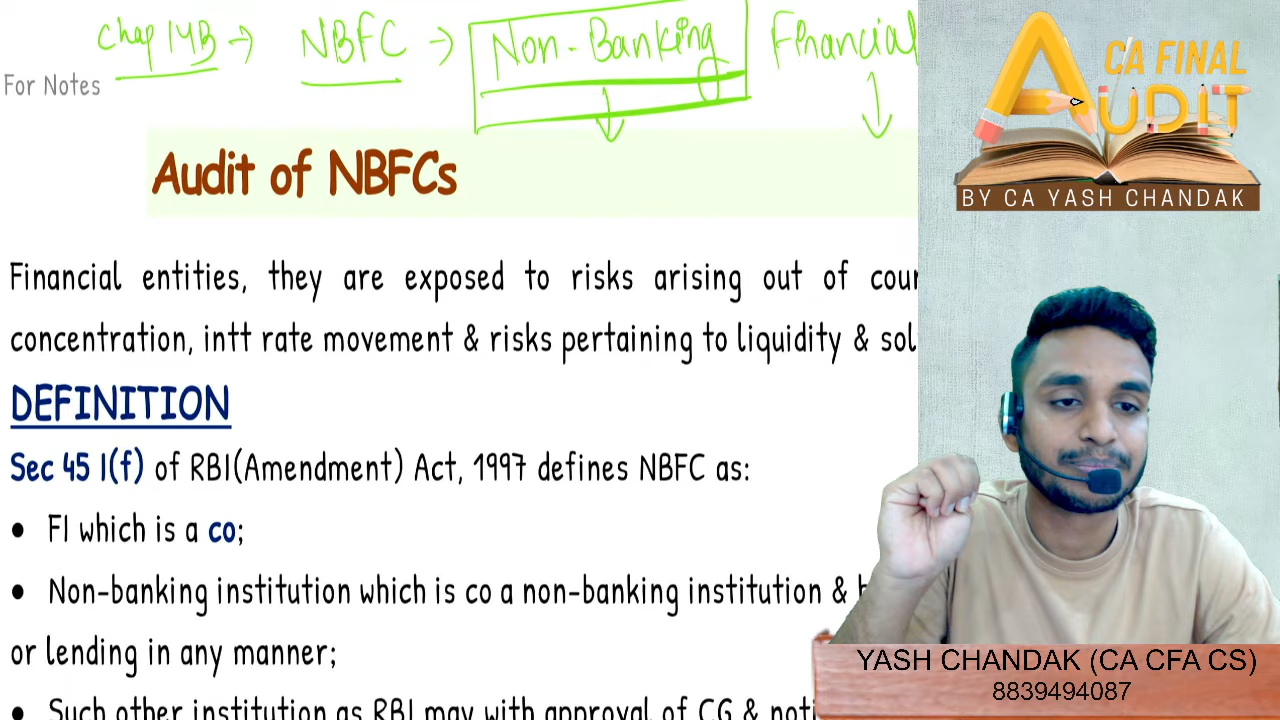 Chap 14B → NBFC → Non-Banking Financial
For Notes
Audit of NBFCs
Financial entities, they are exposed to risks arising out of
concentration, intt rate movement & risks pertaining to liquidity &
DEFINITION
Sec 45 I(f) of RBI(Amendment) Act, 1997 defines NBFC as:
• FI which is a co;
• Non-banking institution which is co a non-banking institution &
or lending in any manner;
• Such other institution as RBI may with approval of CG &
CA FINAL
AUDIT
BY CA YASH CHANDAK
YASH CHANDAK (CA CFA CS)
8839494087